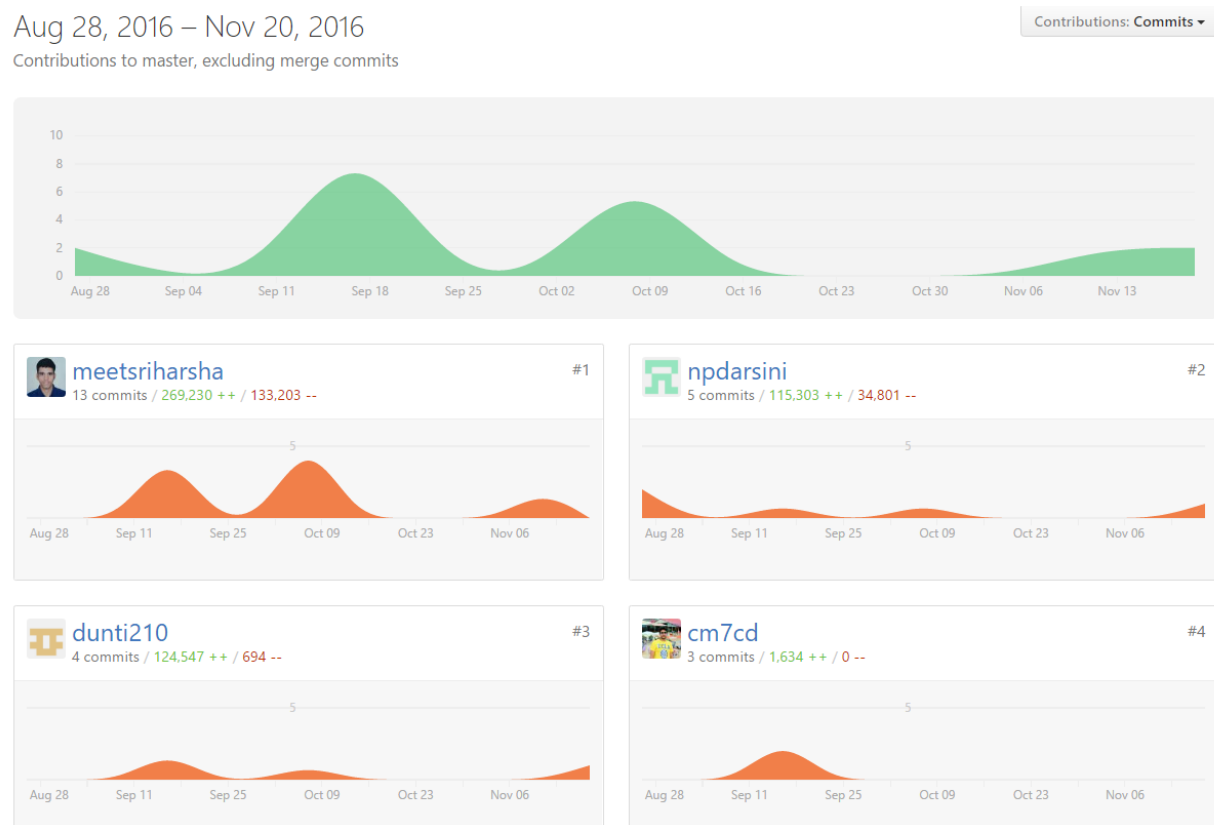 Aug 28, 2016 – Nov 20, 2016
Contributions: Commits
Contributions to master, excluding merge commits
10
8
6
4
2
0
Aug 28 Sep 04 Sep 11 Sep 18 Sep 25 Oct 02 Oct 09 Oct 16 Oct 23 Oct 30 Nov 06 Nov 13
meetsriharsha #1
13 commits / 269,230 ++ / 133,203 --
5
Aug 28 Sep 11 Sep 25 Oct 09 Oct 23 Nov 06
npdarsini #2
5 commits / 115,303 ++ / 34,801 --
5
Aug 28 Sep 11 Sep 25 Oct 09 Oct 23 Nov 06
dunti210 #3
4 commits / 124,547 ++ / 694 --
5
Aug 28 Sep 11 Sep 25 Oct 09 Oct 23 Nov 06
cm7cd #4
3 commits / 1,634 ++ / 0 --
5
Aug 28 Sep 11 Sep 25 Oct 09 Oct 23 Nov 06